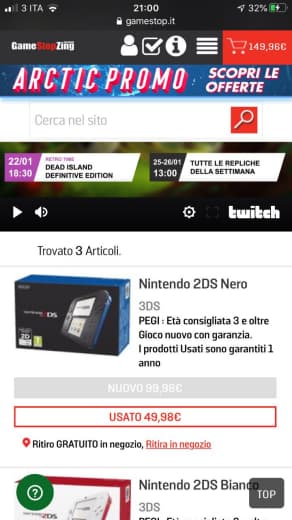 3 ITA 21:00 32%
gamestop.it
GameStopZing 149,96€
ARCTIC PROMO SCOPRI LE
OFFERTE
Cerca nel sito
22/01
18:30
RETRO TIME
DEAD ISLAND
DEFINITIVE EDITION
25-26/01
13:00
TUTTE LE REPLICHE
DELLA SETTIMANA
twitch
Trovato 3 Articoli.
Nintendo 2DS Nero
3DS
PEGI : Età consigliata 3 e oltre
Gioco nuovo con garanzia.
I prodotti Usati sono garantiti 1
anno
NUOVO 99,98€
USATO 49,98€
Ritiro GRATUITO in negozio, Ritira in negozio
Nintendo 2DS Bianco
3DS
TOP